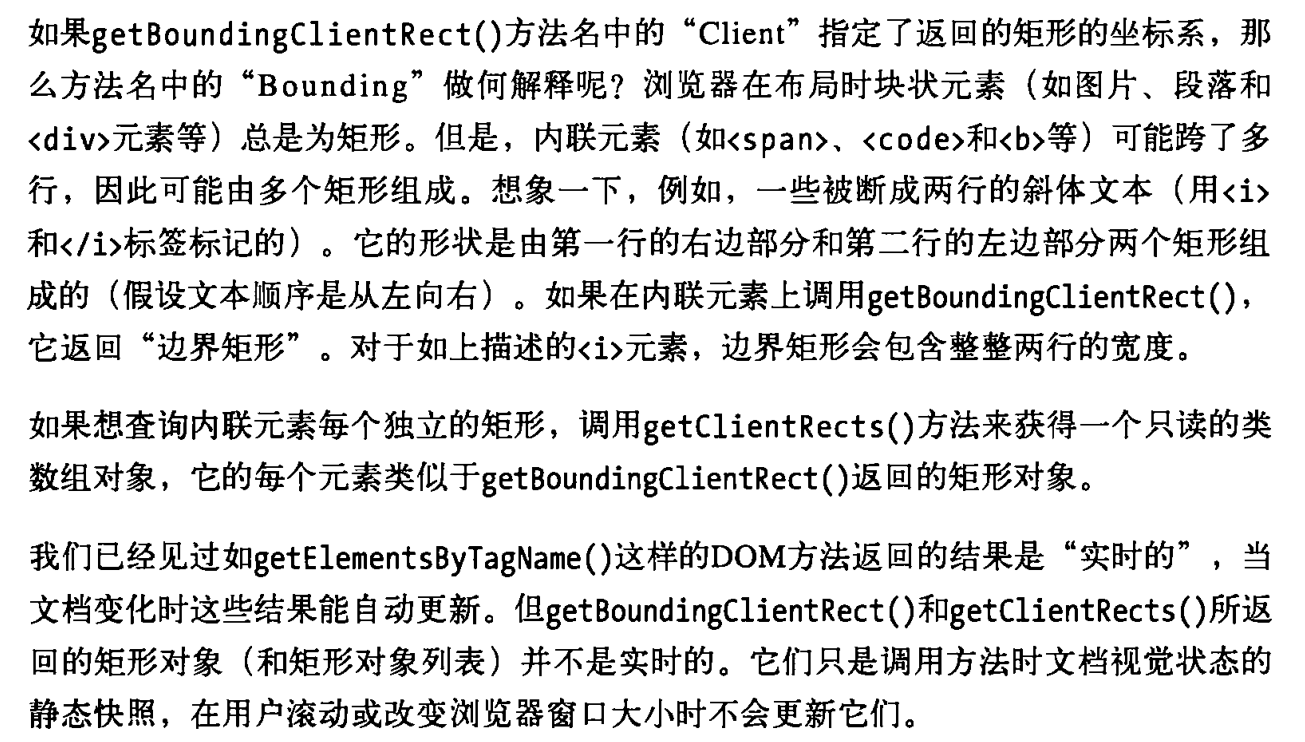 如果getBoundingClientRect()方法名中的“Client”指定了返回的矩形的坐标系，那
么方法名中的“Bounding”做何解释呢？浏览器在布局时块状元素（如图片、段落和
<div>元素等）总是为矩形。但是，内联元素（如<span>、<code>和<b>等）可能跨了多
行，因此可能由多个矩形组成。想象一下，例如，一些被断成两行的斜体文本（用<i>
和</i>标签标记的）。它的形状是由第一行的右边部分和第二行的左边部分两个矩形组
成的（假设文本顺序是从左向右）。如果在内联元素上调用getBoundingClientRect()，
它返回“边界矩形”。对于如上描述的<i>元素，边界矩形会包含整整两行的宽度。
如果想查询内联元素每个独立的矩形，调用getClientRects()方法来获得一个只读的类
数组对象，它的每个元素类似于getBoundingClientRect()返回的矩形对象。
我们已经见过如getElementsByTagName()这样的DOM方法返回的结果是“实时的”，当
文档变化时这些结果能自动更新。但getBoundingClientRect()和getClientRects()所返
回的矩形对象（和矩形对象列表）并不是实时的。它们只是调用方法时文档视觉状态的
静态快照，在用户滚动或改变浏览器窗口大小时不会更新它们。